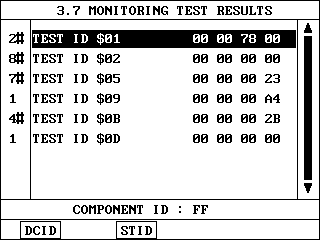 3.7 MONITORING TEST RESULTS
2# TEST ID $01 00 00 78 00
8# TEST ID $02 00 00 00 00
7# TEST ID $05 00 00 00 23
1 TEST ID $09 00 00 00 A4
4# TEST ID $0B 00 00 00 2B
1 TEST ID $0D 00 00 00 00
COMPONENT ID : FF
DCID STID